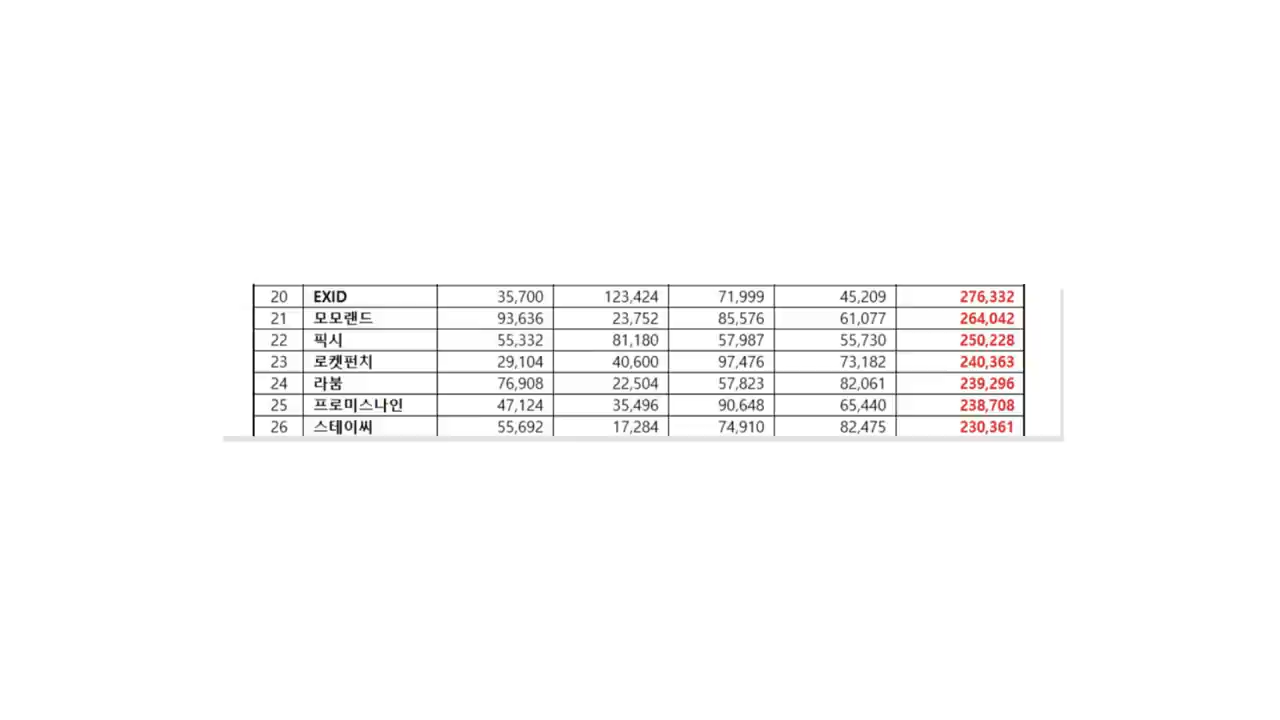 20 EXID 35,700 123,424 71,999 45,209 276,332
21 모모랜드 93,636 23,752 85,576 61,077 264,042
22 픽시 55,332 81,180 57,987 55,730 250,228
23 로켓펀치 29,104 40,600 97,476 73,182 240,363
24 라붐 76,908 22,504 57,823 82,061 239,296
25 프로미스나인 47,124 35,496 90,648 65,440 238,708
26 스테이씨 55,692 17,284 74,910 82,475 230,361